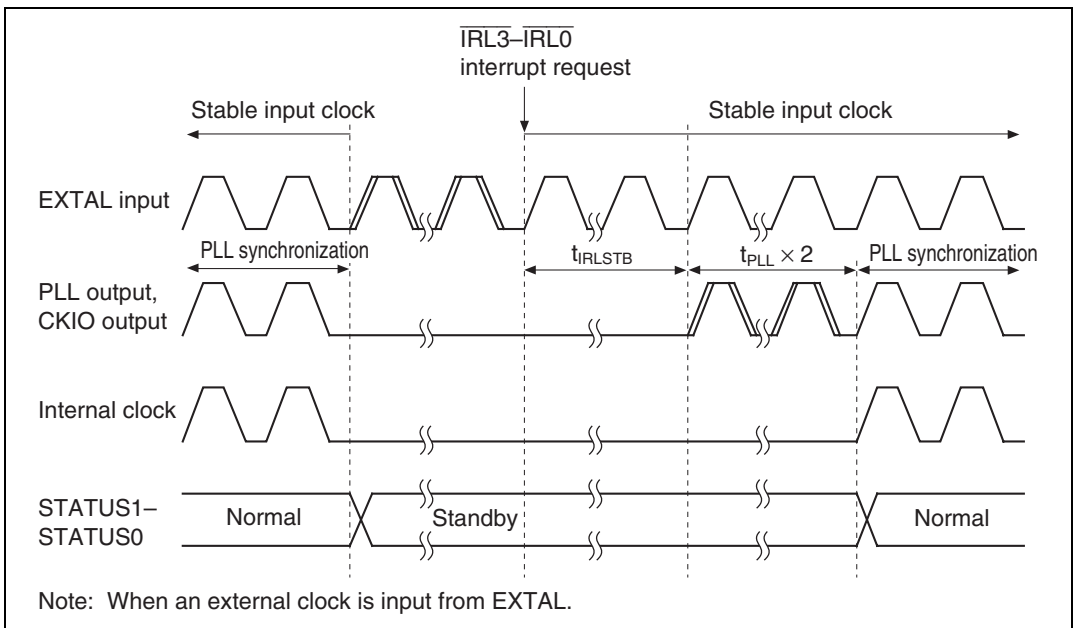 IRL3–IRL0
interrupt request
Stable input clock
Stable input clock
EXTAL input
PLL synchronization
tIRLSTB
tPLL × 2
PLL synchronization
PLL output,
CKIO output
Internal clock
STATUS1–
STATUS0
Normal
Standby
Normal
Note: When an external clock is input from EXTAL.